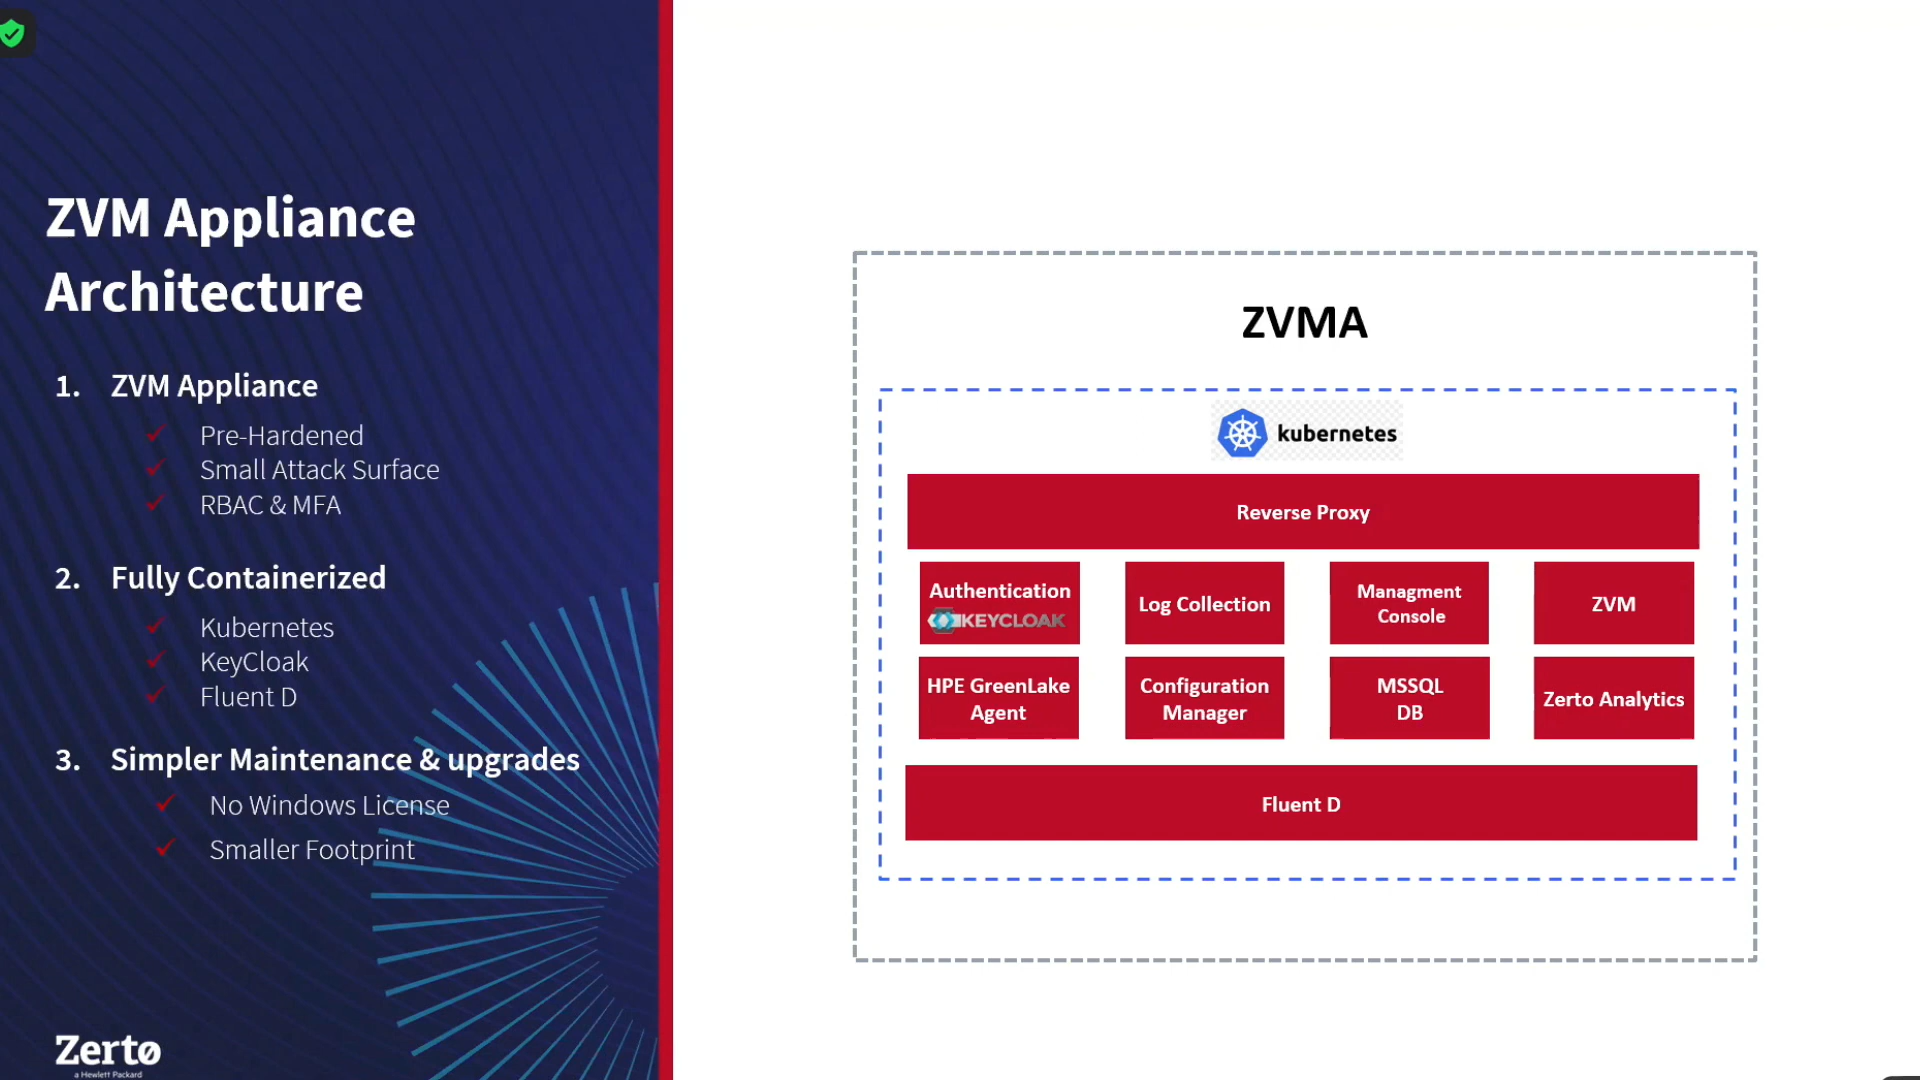 ZVM Appliance
Architecture
1. ZVM Appliance
Pre-Hardened
Small Attack Surface
RBAC & MFA
2. Fully Containerized
Kubernetes
KeyCloak
Fluent D
3. Simpler Maintenance & upgrades
No Windows License
Smaller Footprint
Zerto
a Hewlett Packard
ZVMA
kubernetes
Reverse Proxy
Authentication
KEYCLOAK
Log Collection
Managment
Console
ZVM
HPE GreenLake
Agent
Configuration
Manager
MSSQL
DB
Zerto Analytics
Fluent D